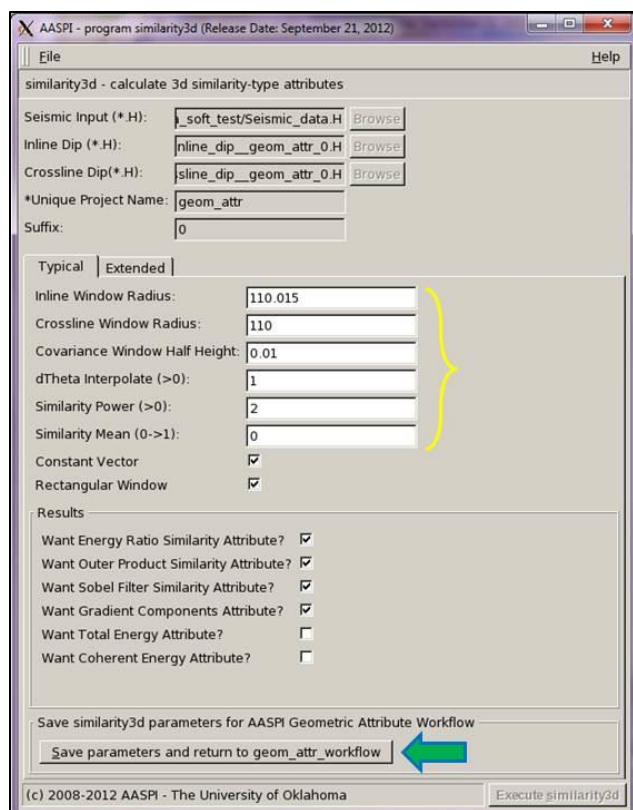 AASPI - program similarity3d (Release Date: September 21, 2012)
File Help
similarity3d - calculate 3d similarity-type attributes
Seismic Input (*.H): _soft_test/Seismic_data.H Browse
Inline Dip (*.H): nline_dip__geom_attr_0.H Browse
Crossline Dip(*.H): sline_dip__geom_attr_0.H Browse
*Unique Project Name: geom_attr
Suffix: 0
Typical Extended
Inline Window Radius: 110.015
Crossline Window Radius: 110
Covariance Window Half Height: 0.01
dTheta Interpolate (>0): 1
Similarity Power (>0): 2
Similarity Mean (0->1): 0
Constant Vector
Rectangular Window
Results
Want Energy Ratio Similarity Attribute?
Want Outer Product Similarity Attribute?
Want Sobel Filter Similarity Attribute?
Want Gradient Components Attribute?
Want Total Energy Attribute?
Want Coherent Energy Attribute?
Save similarity3d parameters for AASPI Geometric Attribute Workflow
Save parameters and return to geom_attr_workflow
(c) 2008-2012 AASPI - The University of Oklahoma Execute similarity3d